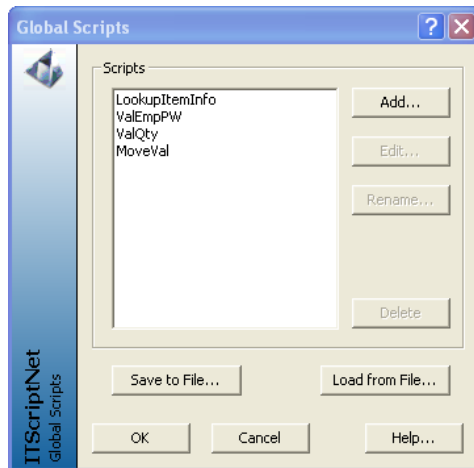 Global Scripts
Scripts
LookupItemInfo
ValEmpPW
ValQty
MoveVal
Add...
Edit...
Rename...
Delete
Save to File...
Load from File...
OK
Cancel
Help...
ITScriptNet
Global Scripts